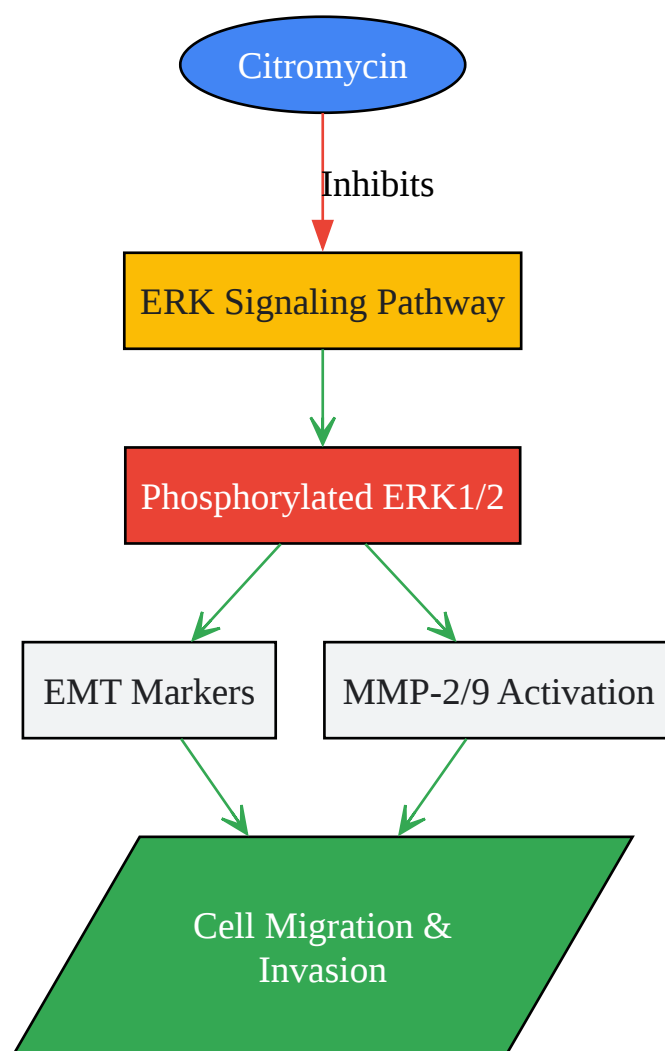 Citromycin
Inhibits
ERK Signaling Pathway
Phosphorylated ERK1/2
EMT Markers
MMP-2/9 Activation
Cell Migration &
Invasion